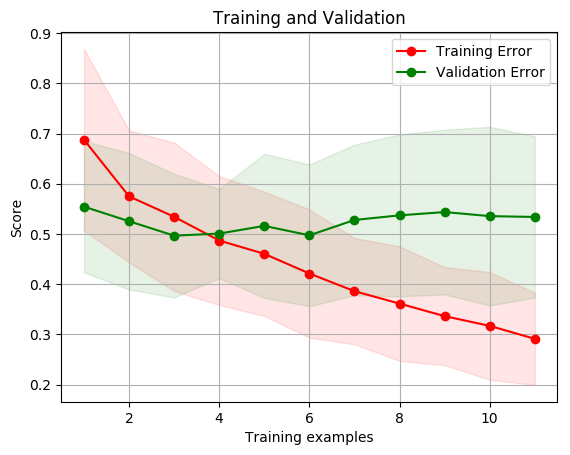 Training and Validation
Training Error
Validation Error
Score
0.9
0.8
0.7
0.6
0.5
0.4
0.3
0.2
2 4 6 8 10
Training examples